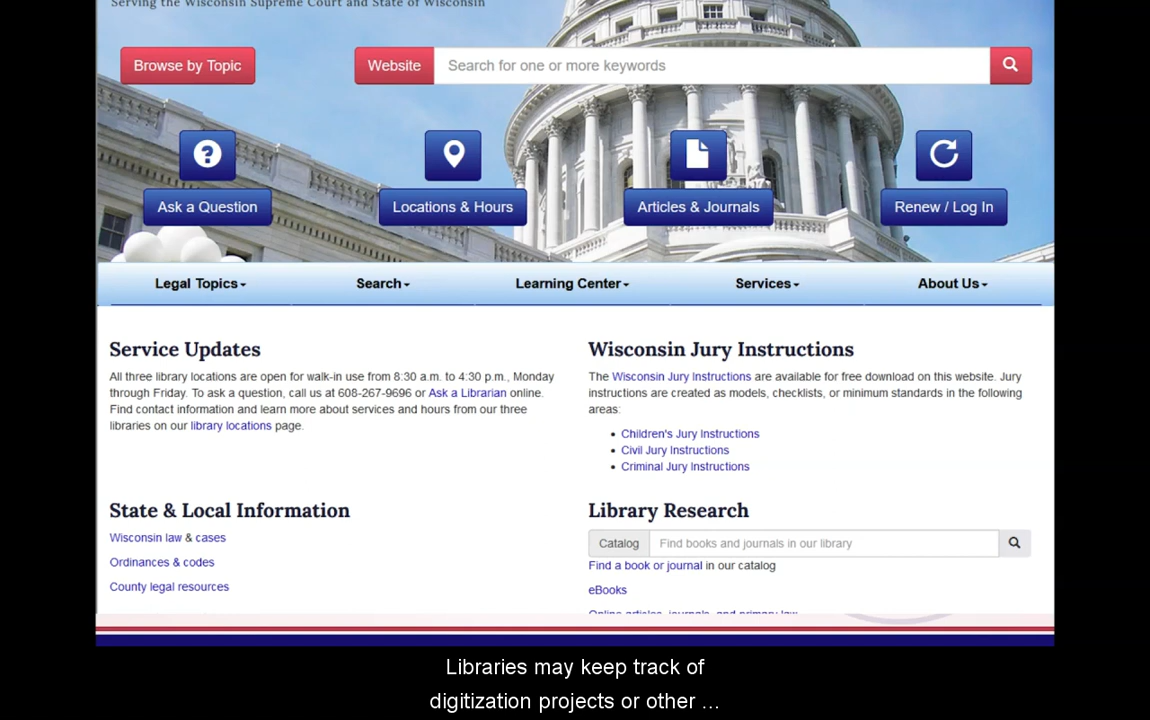 Serving the Wisconsin Supreme Court and State of Wisconsin
Browse by Topic
Website
Search for one or more keywords
Ask a Question
Locations & Hours
Articles & Journals
Renew / Log In
Legal Topics
Search
Learning Center
Services
About Us
Service Updates
All three library locations are open for walk-in use from 8:30 a.m. to 4:30 p.m., Monday
through Friday. To ask a question, call us at 608-267-9696 or Ask a Librarian online.
Find contact information and learn more about services and hours from our three
libraries on our library locations page.
Wisconsin Jury Instructions
The Wisconsin Jury Instructions are available for free download on this website. Jury
instructions are created as models, checklists, or minimum standards in the following
areas:
• Children's Jury Instructions
• Civil Jury Instructions
• Criminal Jury Instructions
State & Local Information
Wisconsin law & cases
Ordinances & codes
County legal resources
Library Research
Catalog
Find books and journals in our library
Find a book or journal in our catalog
eBooks
Online articles, journals, and primary law
Libraries may keep track of
digitization projects or other ...